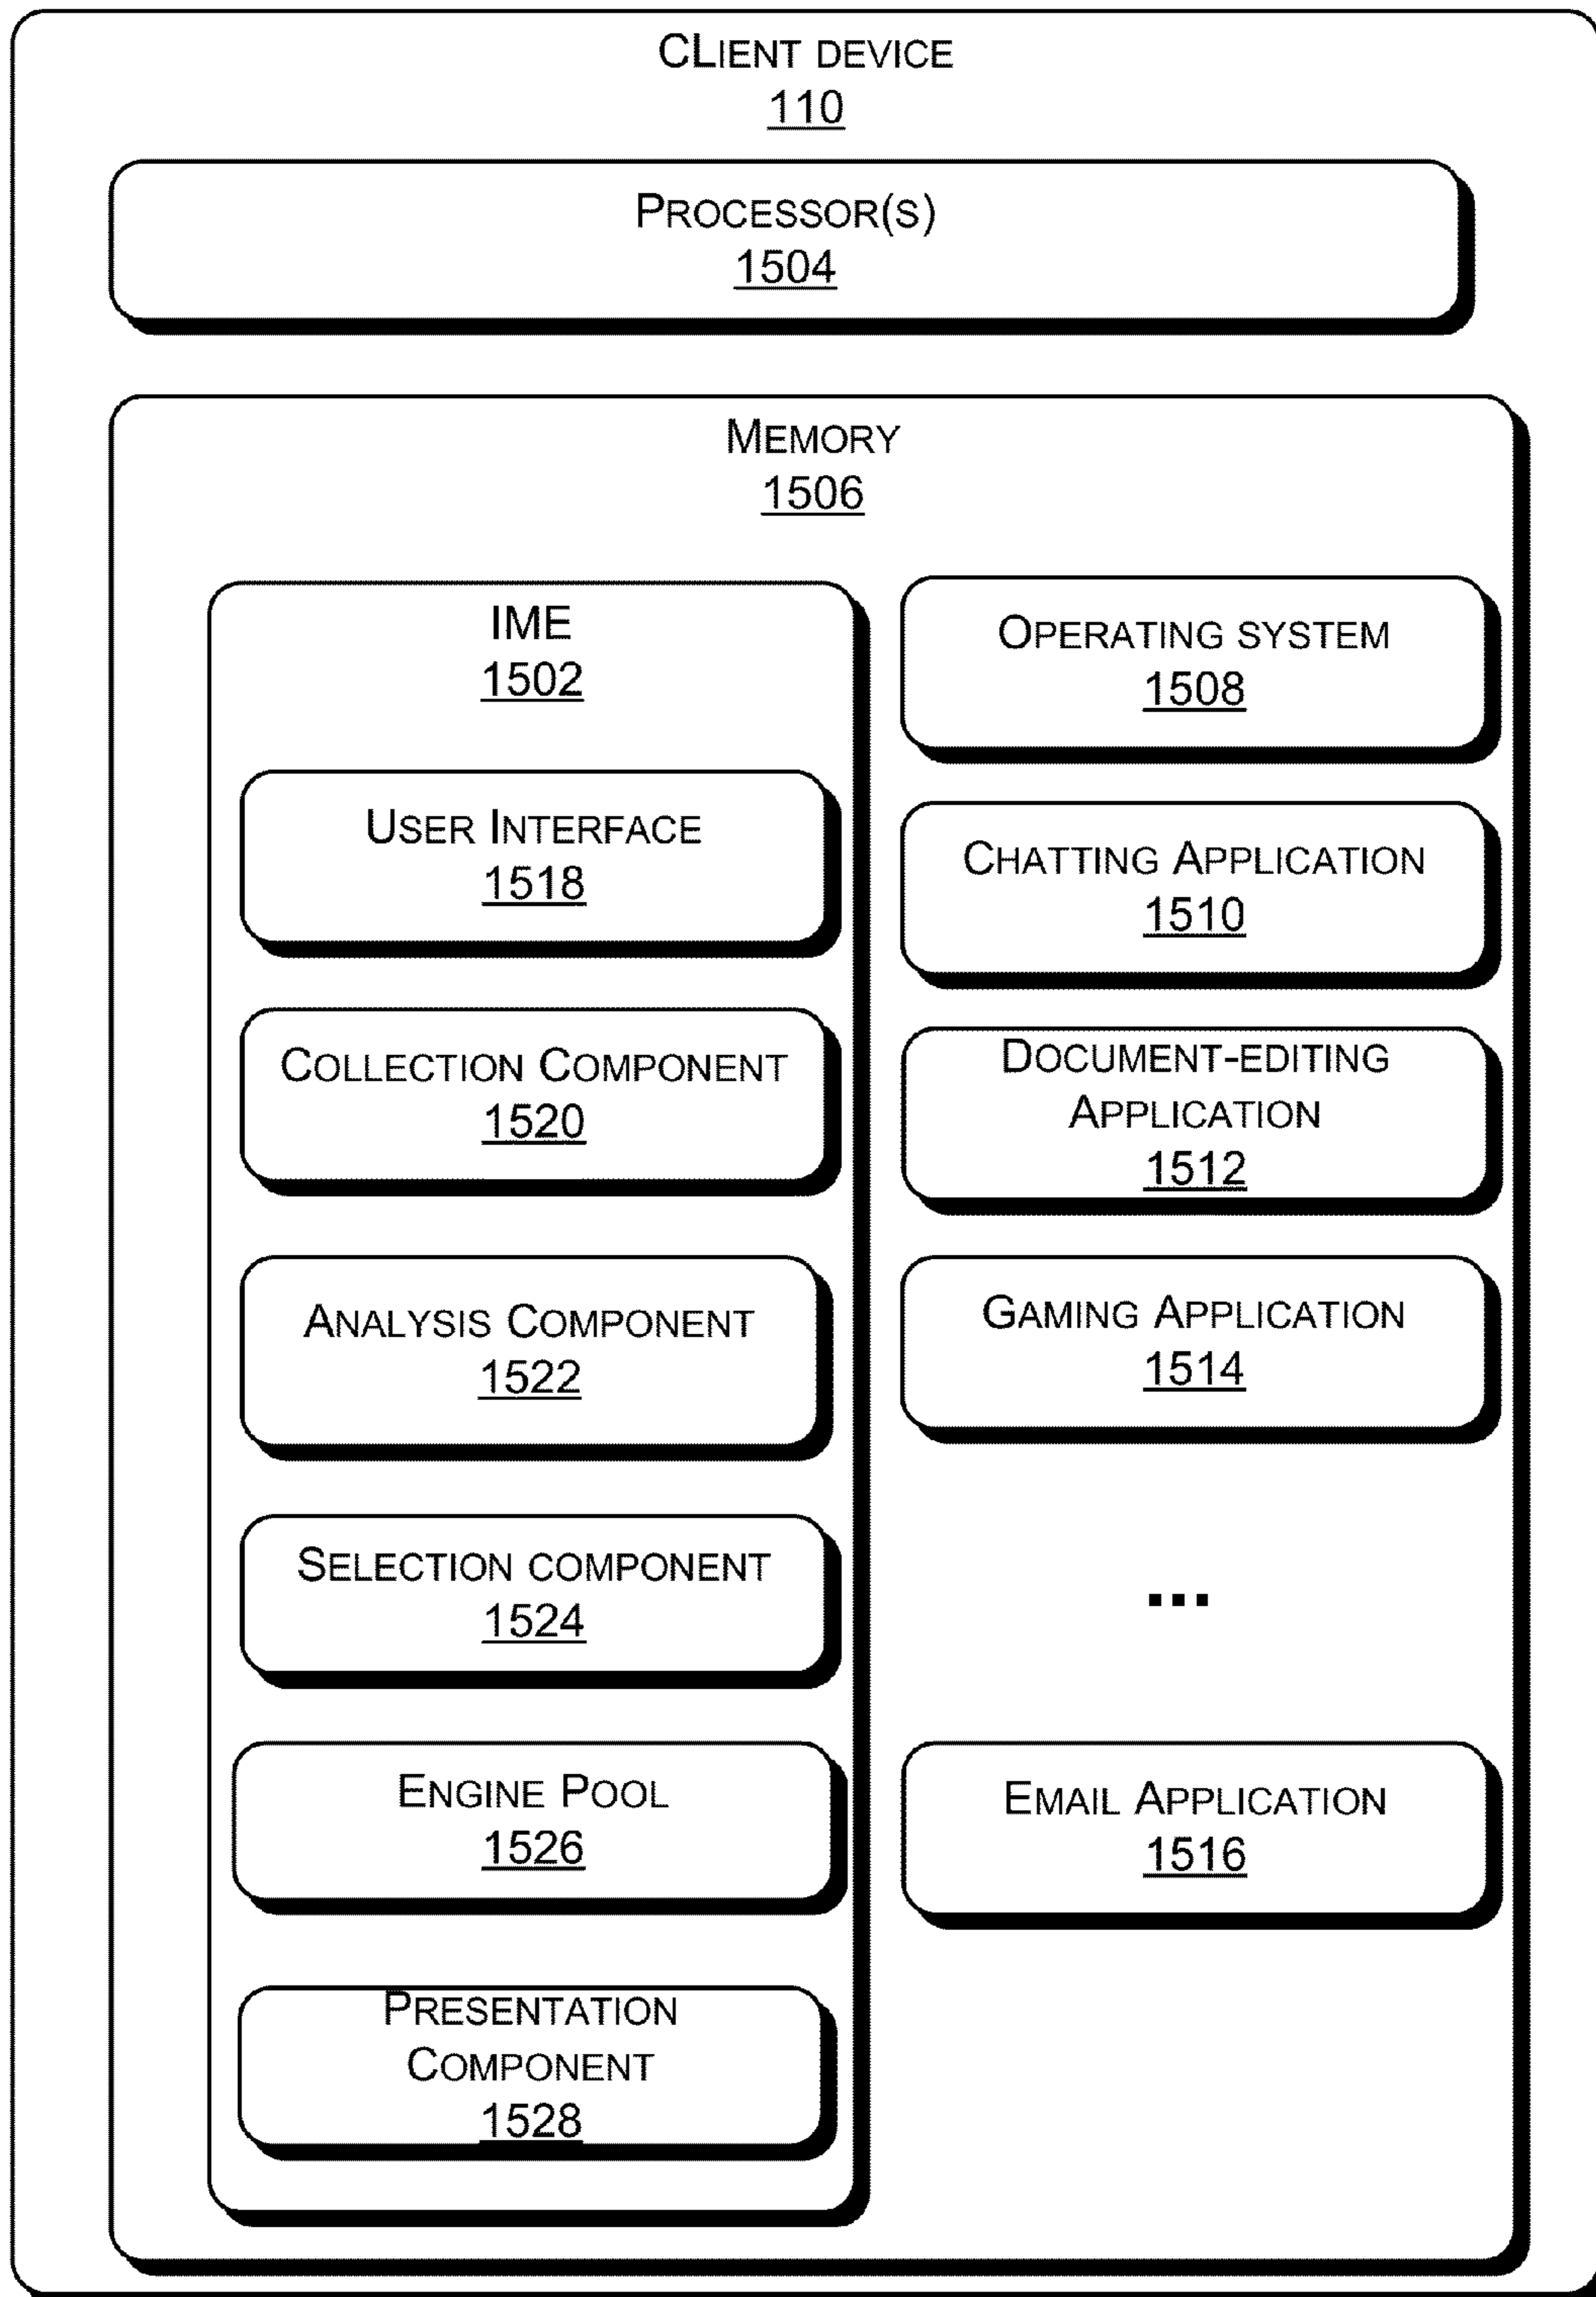 CLIENT DEVICE
110
PROCESSOR(S)
1504
MEMORY
1506
IME
1502
USER INTERFACE
1518
COLLECTION COMPONENT
1520
ANALYSIS COMPONENT
1522
SELECTION COMPONENT
1524
ENGINE POOL
1526
PRESENTATION
COMPONENT
1528
OPERATING SYSTEM
1508
CHATTING APPLICATION
1510
DOCUMENT-EDITING
APPLICATION
1512
GAMING APPLICATION
1514
...
EMAIL APPLICATION
1516